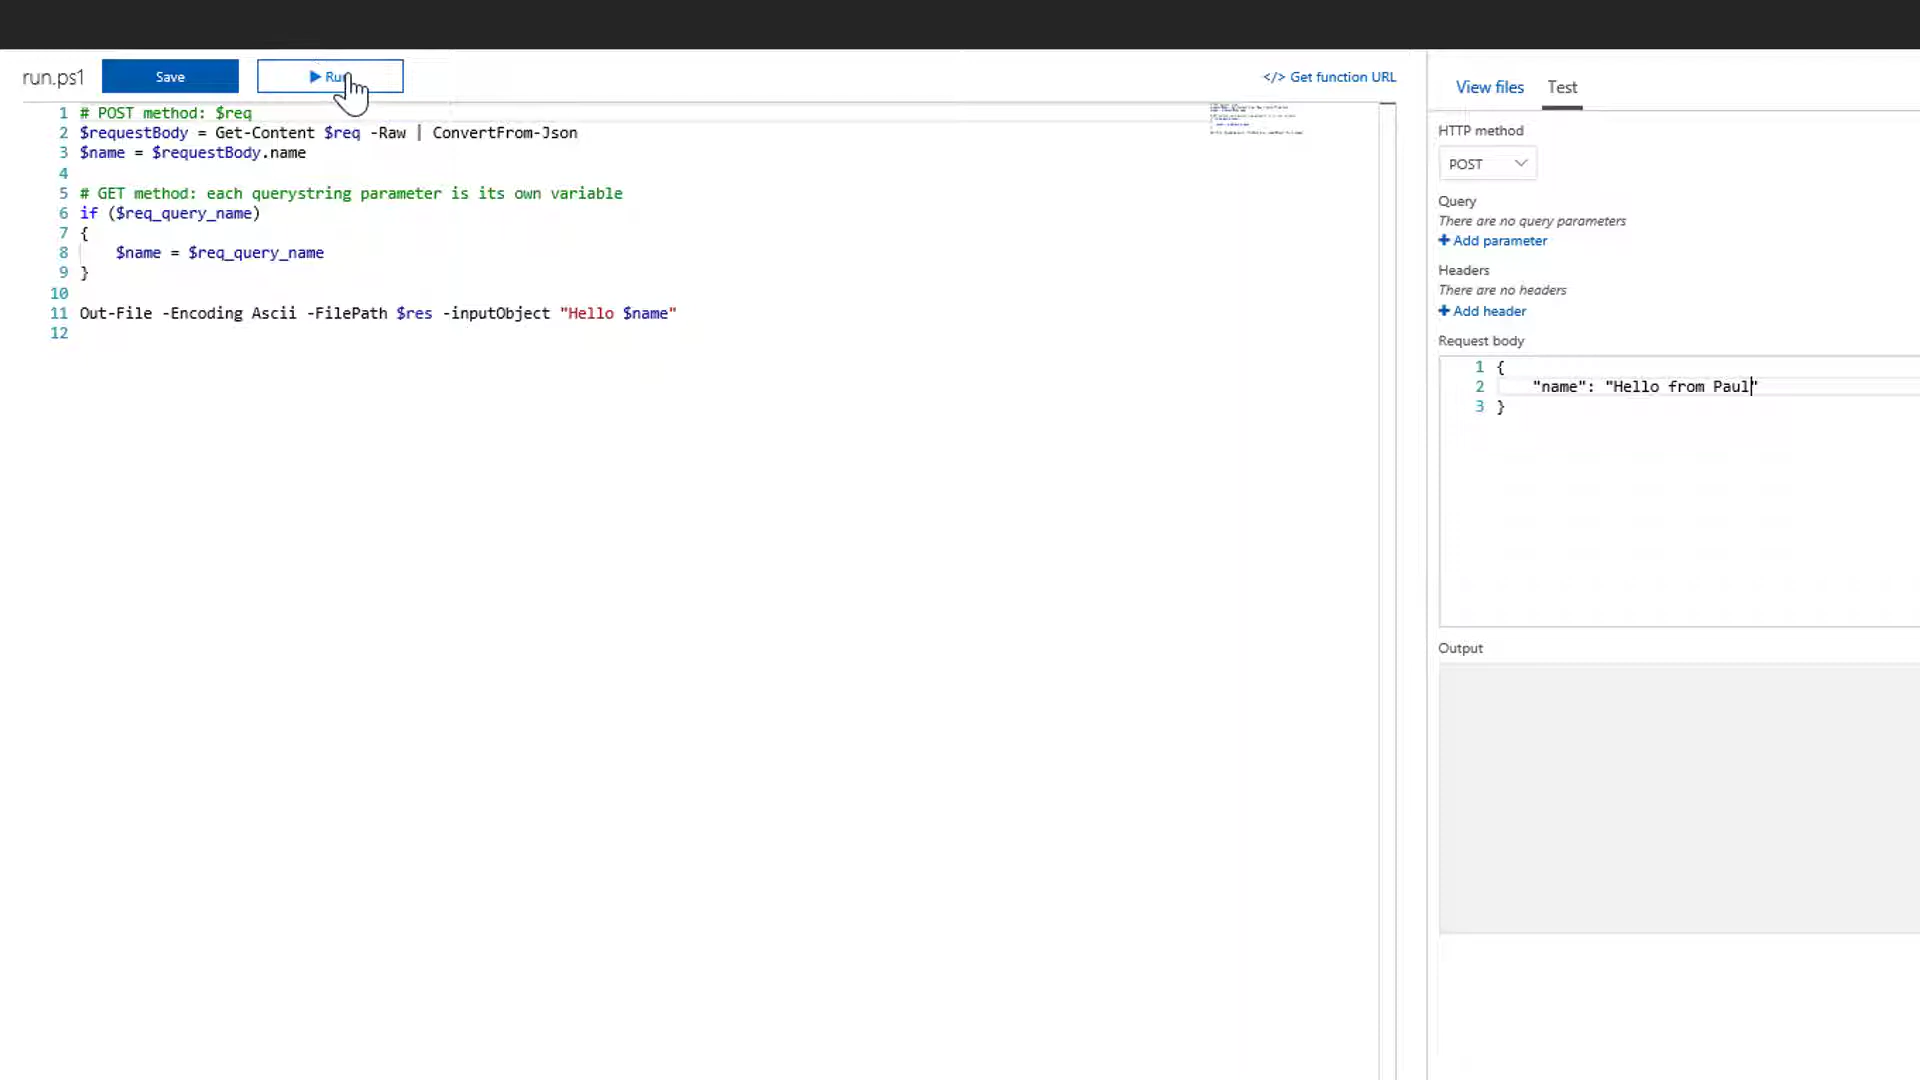 run.ps1 Save Run </> Get function URL
View files Test
1 # POST method: $req
2 $requestBody = Get-Content $req -Raw | ConvertFrom-Json
3 $name = $requestBody.name
4
5 # GET method: each querystring parameter is its own variable
6 if ($req_query_name)
7 {
8 $name = $req_query_name
9 }
10
11 Out-File -Encoding Ascii -FilePath $res -inputObject "Hello $name"
12
HTTP method
POST
Query
There are no query parameters
+ Add parameter
Headers
There are no headers
+ Add header
Request body
1 {
2 "name": "Hello from Paul"
3 }
Output